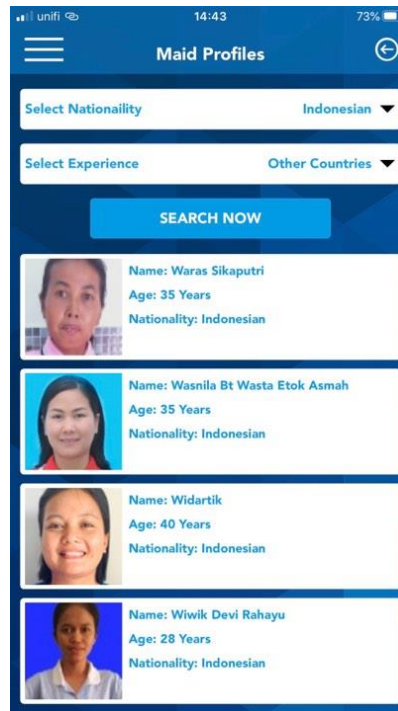 unifi 14:43 73%
Maid Profiles
Select Nationaility Indonesian
Select Experience Other Countries
SEARCH NOW
Name: Waras Sikaputri
Age: 35 Years
Nationality: Indonesian
Name: Wasnila Bt Wasta Etok Asmah
Age: 35 Years
Nationality: Indonesian
Name: Widartik
Age: 40 Years
Nationality: Indonesian
Name: Wiwik Devi Rahayu
Age: 28 Years
Nationality: Indonesian